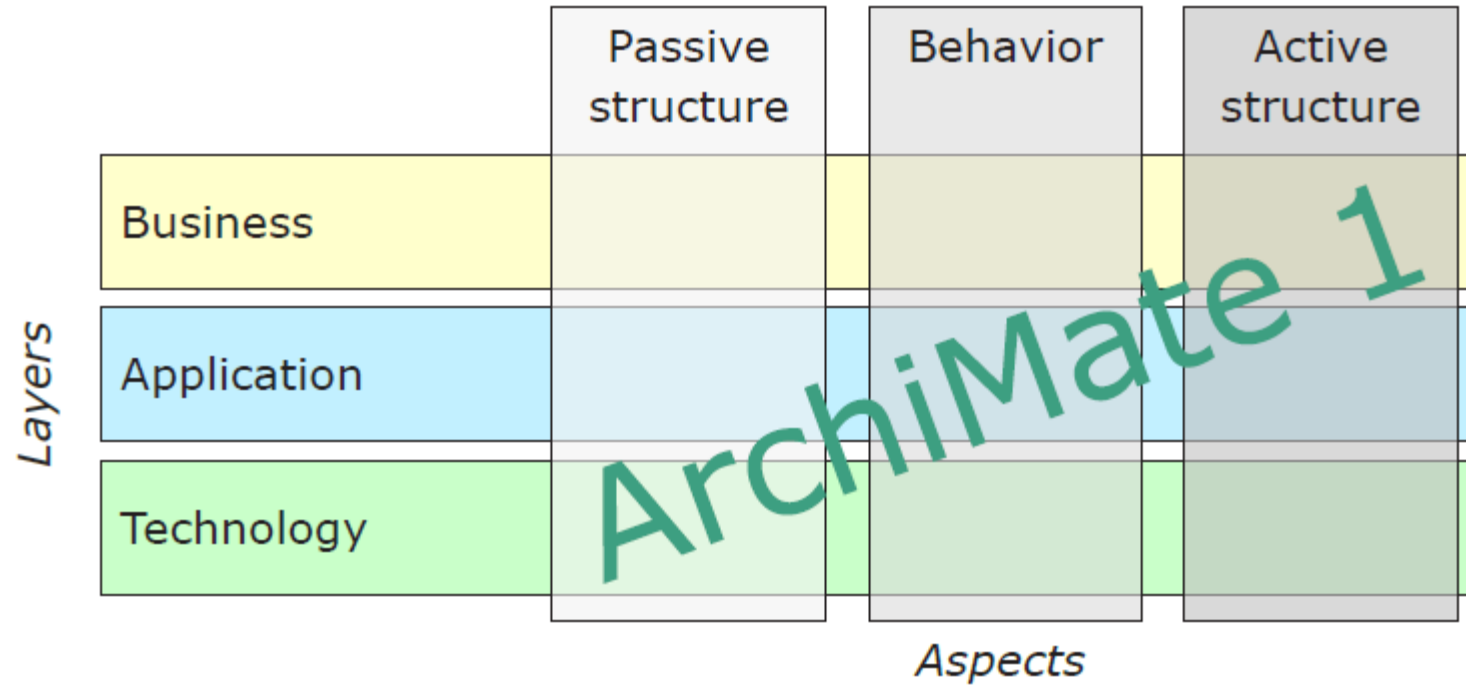 Passive
structure
Behavior
Active
structure
Business
Application
Technology
Layers
ArchiMate 1
Aspects